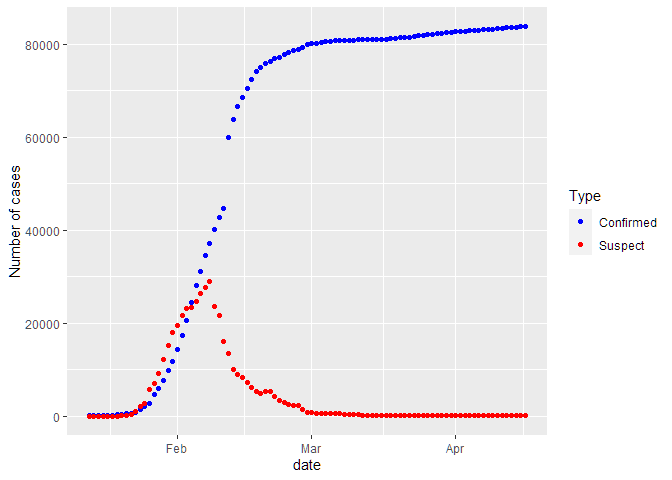 80000
60000
40000
20000
0
Number of cases
Feb
Mar
Apr
date
Type
Confirmed
Suspect